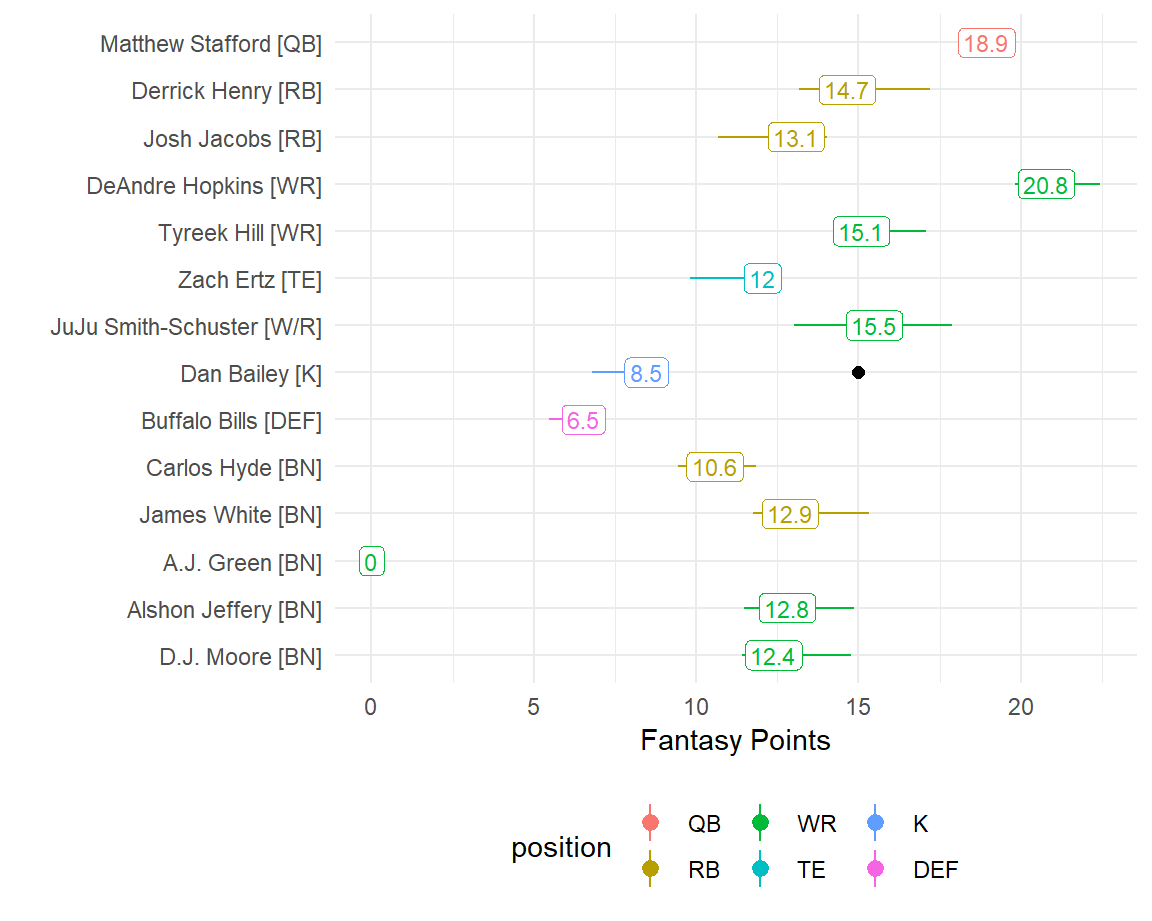 Matthew Stafford [QB] 18.9
Derrick Henry [RB] 14.7
Josh Jacobs [RB] 13.1
DeAndre Hopkins [WR] 20.8
Tyreek Hill [WR] 15.1
Zach Ertz [TE] 12
JuJu Smith-Schuster [W/R] 15.5
Dan Bailey [K] 8.5
Buffalo Bills [DEF] 6.5
Carlos Hyde [BN] 10.6
James White [BN] 12.9
A.J. Green [BN] 0
Alshon Jeffery [BN] 12.8
D.J. Moore [BN] 12.4
0 5 10 15 20
Fantasy Points
position
QB WR K
RB TE DEF